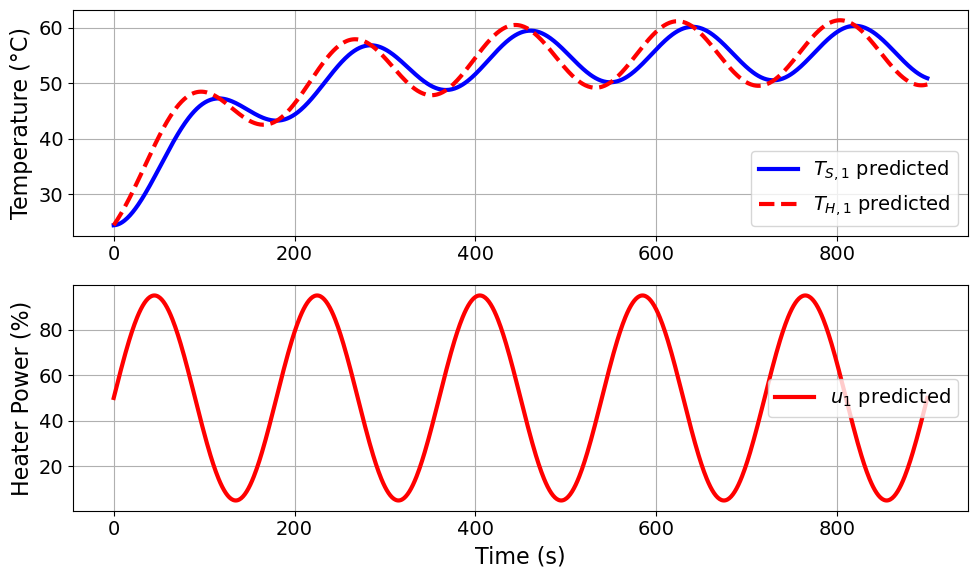 Temperature (°C)
60
50
40
30
T_{S,1} predicted
T_{H,1} predicted
0 200 400 600 800
Heater Power (%)
80
60
40
20
u_1 predicted
0 200 400 600 800
Time (s)